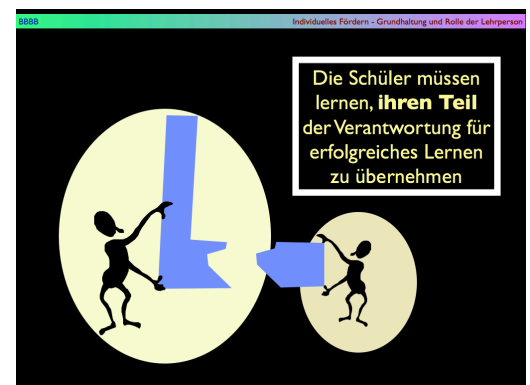 BBBB
Individuelles Fördern - Grundhaltung und Rolle der Lehrperson
Die Schüler müssen
lernen, ihren Teil
der Verantwortung für
erfolgreiches Lernen
zu übernehmen